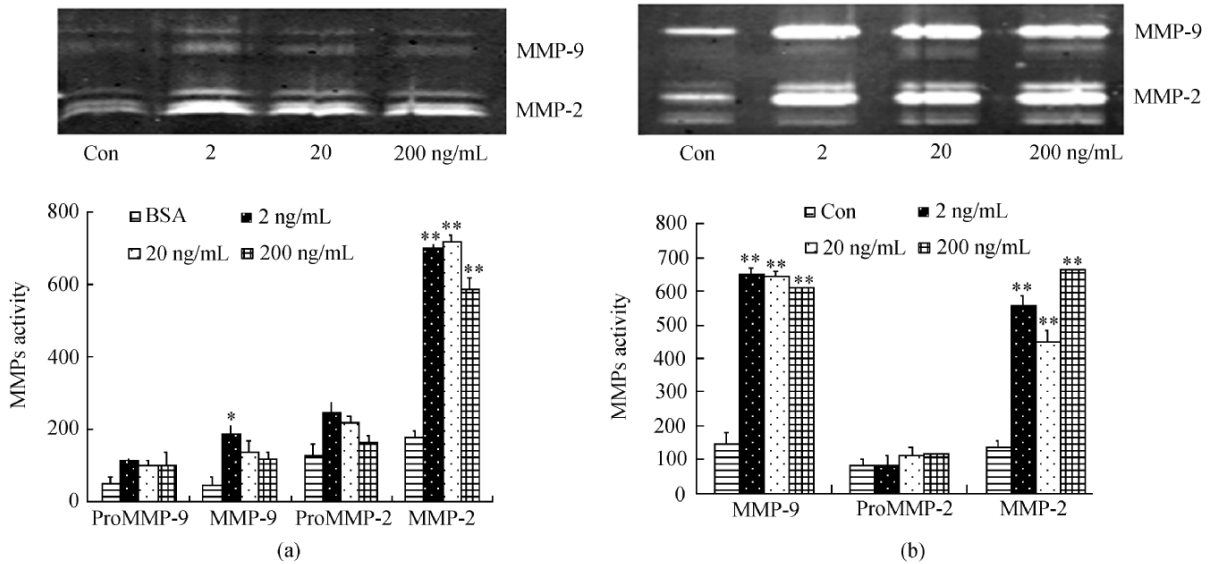 MMP-9
MMP-2
Con 2 20 200 ng/mL
MMPs activity
800
600
400
200
0
BSA 2 ng/mL
20 ng/mL 200 ng/mL
*
** **
**
ProMMP-9 MMP-9 ProMMP-2 MMP-2
(a)
MMP-9
MMP-2
Con 2 20 200 ng/mL
MMPs activity
800
700
600
500
400
300
200
100
0
Con 2 ng/mL
20 ng/mL 200 ng/mL
** ** **
** ** **
MMP-9 ProMMP-2 MMP-2
(b)